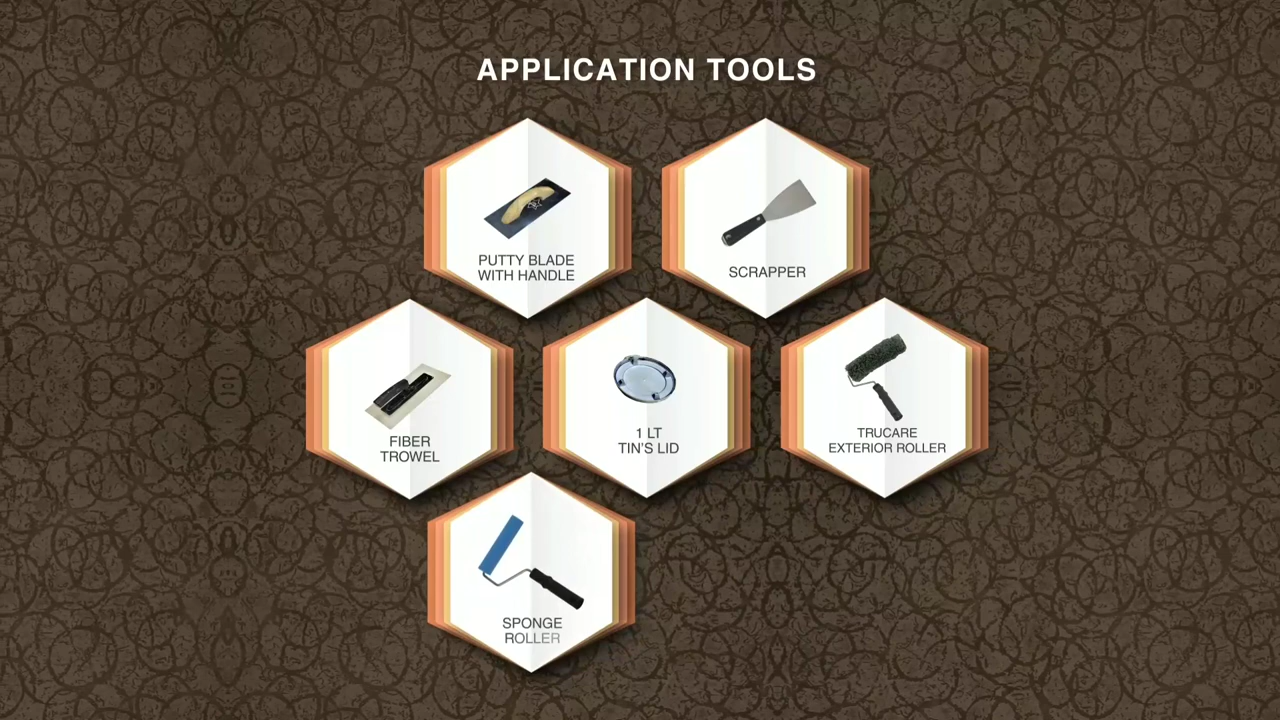 APPLICATION TOOLS
PUTTY BLADE
WITH HANDLE
SCRAPPER
FIBER
TROWEL
1 LT
TIN'S LID
TRUCARE
EXTERIOR ROLLER
SPONGE
ROLLER